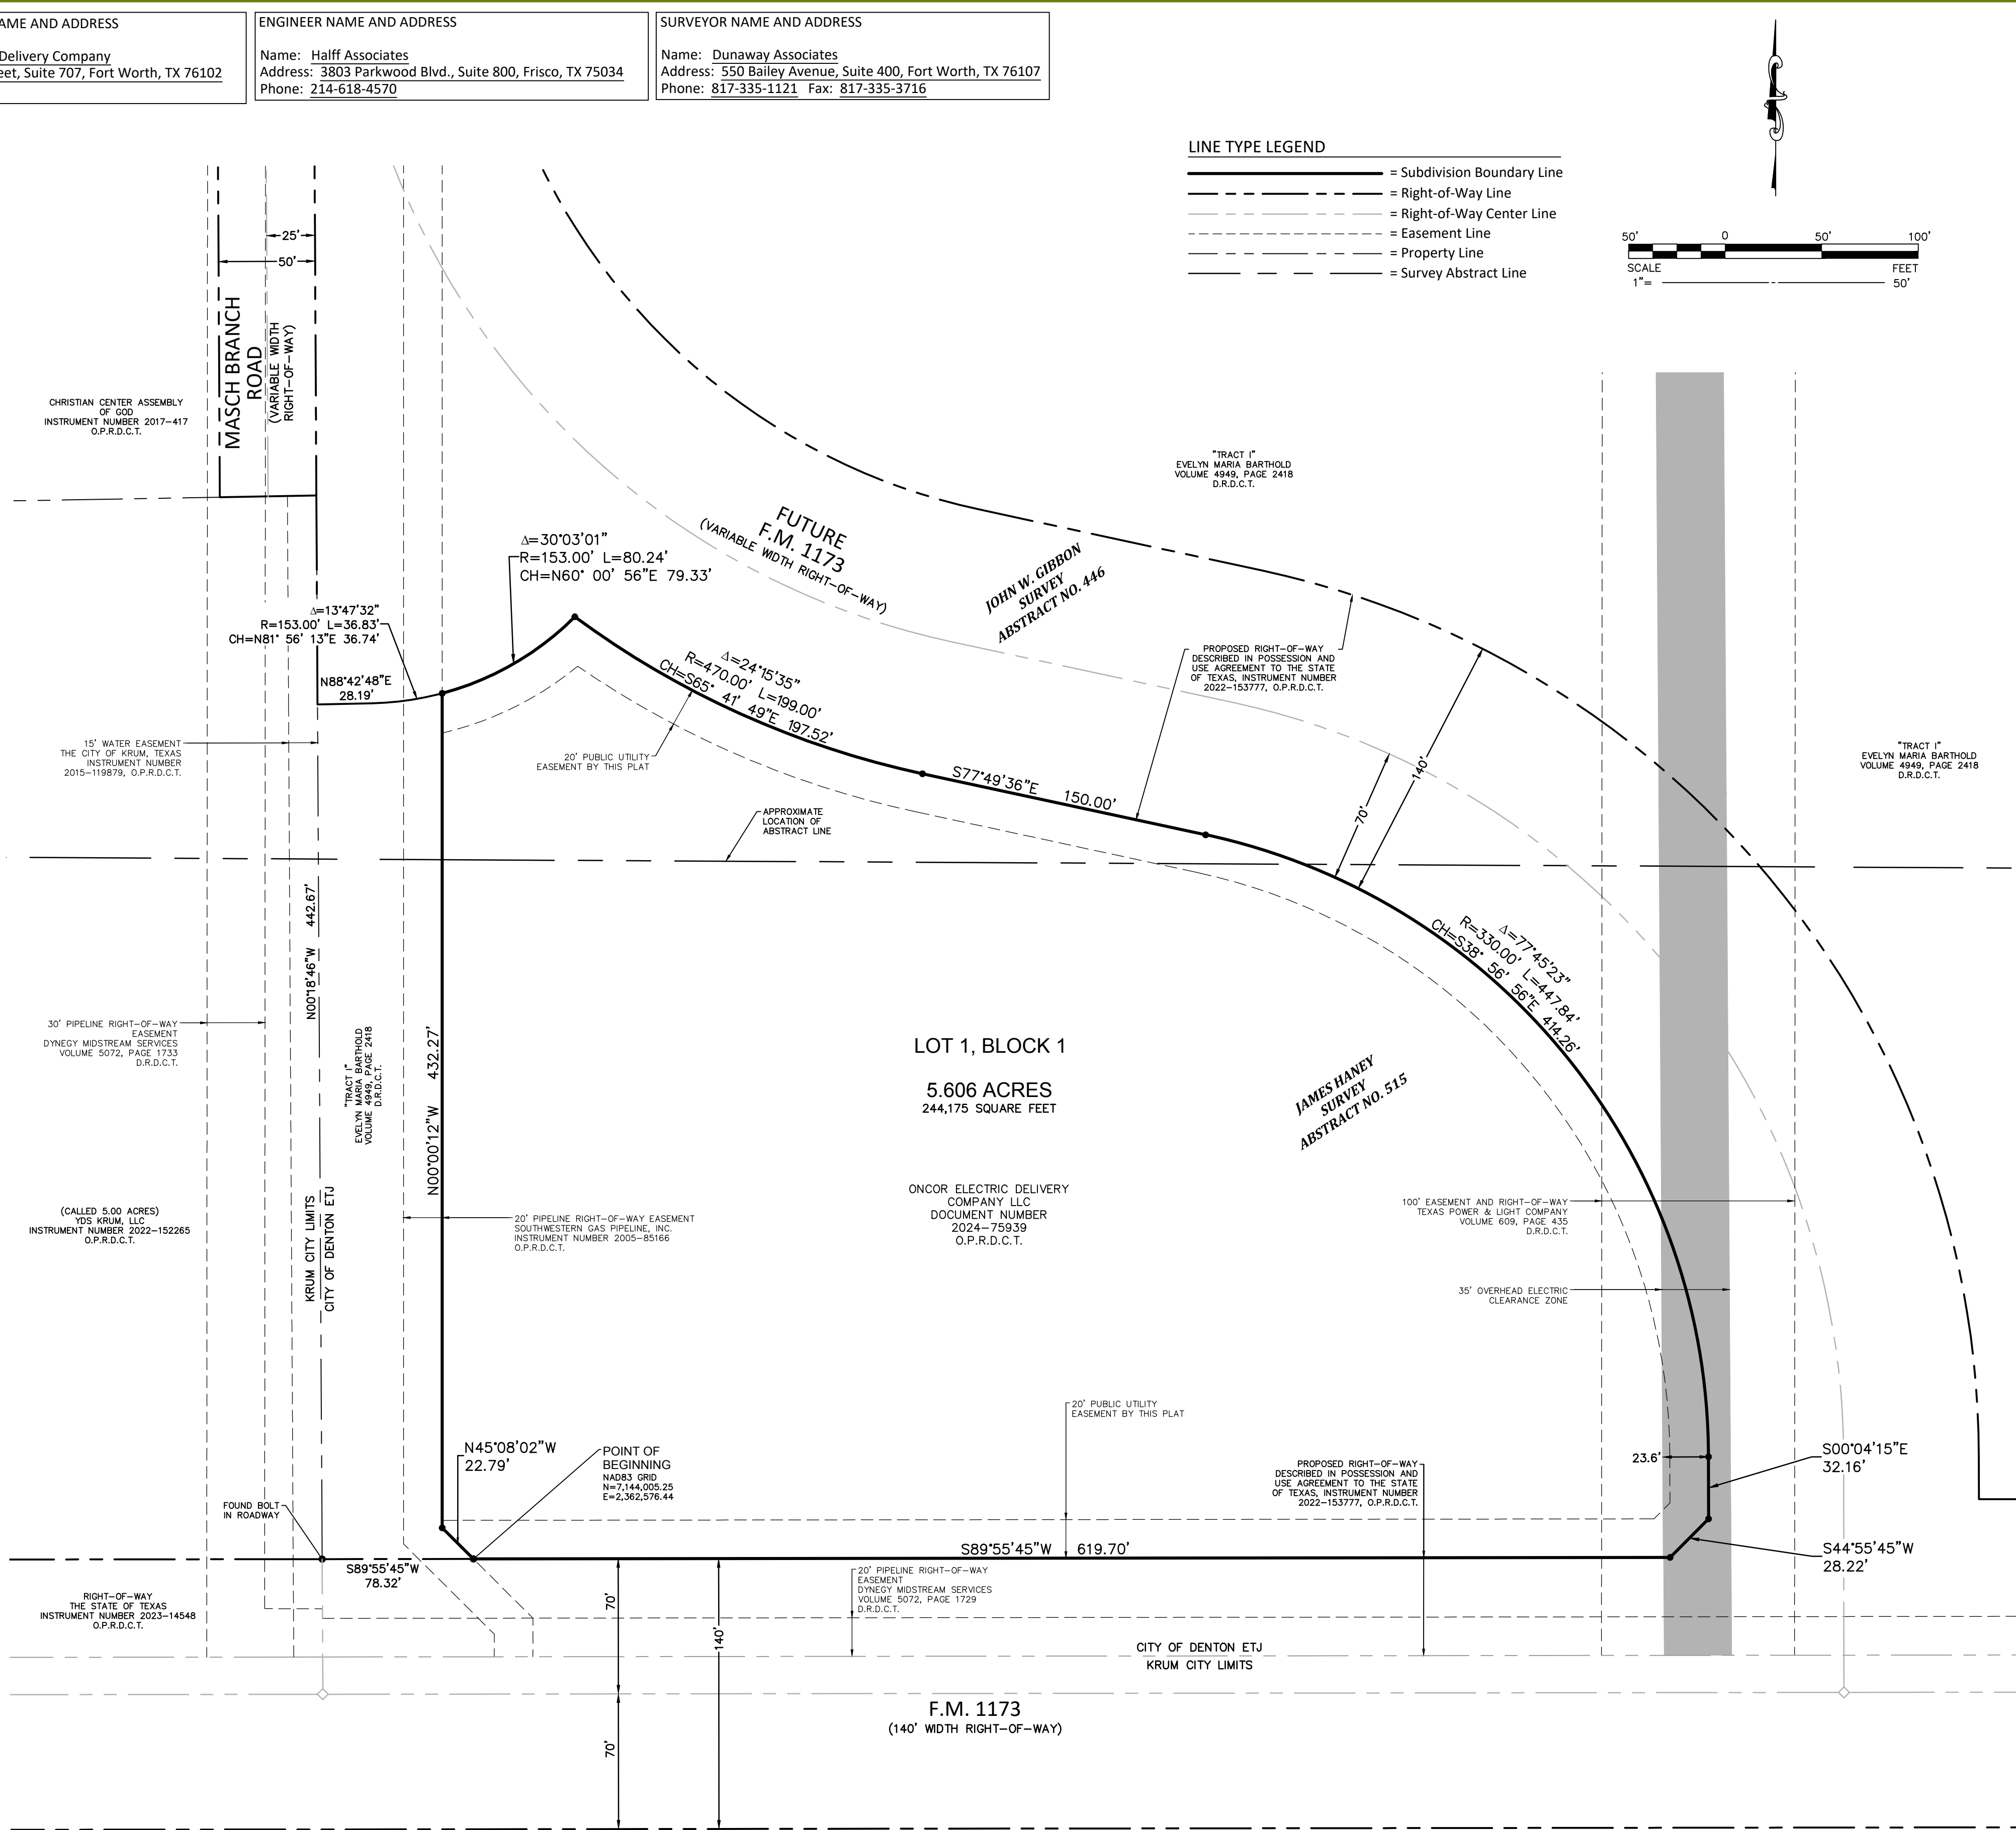 AME AND ADDRESS
Delivery Company
eet, Suite 707, Fort Worth, TX 76102
ENGINEER NAME AND ADDRESS
Name: Halff Associates
Address: 3803 Parkwood Blvd., Suite 800, Frisco, TX 75034
Phone: 214-618-4570
SURVEYOR NAME AND ADDRESS
Name: Dunaway Associates
Address: 550 Bailey Avenue, Suite 400, Fort Worth, TX 76107
Phone: 817-335-1121 Fax: 817-335-3716
LINE TYPE LEGEND
= Subdivision Boundary Line
= Right-of-Way Line
= Right-of-Way Center Line
= Easement Line
= Property Line
= Survey Abstract Line
50' 0 50' 100'
SCALE FEET
1"= 50'
25'
50'
MASCH BRANCH
ROAD
(VARIABLE WIDTH
RIGHT-OF-WAY)
CHRISTIAN CENTER ASSEMBLY
OF GOD
INSTRUMENT NUMBER 2017-417
O.P.R.D.C.T.
"TRACT I"
EVELYN MARIA BARTHOLD
VOLUME 4949, PAGE 2418
D.R.D.C.T.
FUTURE
F.M. 1173
(VARIABLE WIDTH RIGHT-OF-WAY)
JOHN W. GIBBON
SURVEY
ABSTRACT NO. 446
Δ=30°03'01"
R=153.00' L=80.24'
CH=N60° 00' 56"E 79.33'
Δ=13°47'32"
R=153.00' L=36.83'
CH=N81° 56' 13"E 36.74'
N88°42'48"E
28.19'
Δ=24°15'35"
R=470.00' L=199.00'
CH=S65° 41' 49"E 197.52'
PROPOSED RIGHT-OF-WAY
DESCRIBED IN POSSESSION AND
USE AGREEMENT TO THE STATE
OF TEXAS, INSTRUMENT NUMBER
2022-153777, O.P.R.D.C.T.
15' WATER EASEMENT
THE CITY OF KRUM, TEXAS
INSTRUMENT NUMBER
2015-119879, O.P.R.D.C.T.
20' PUBLIC UTILITY
EASEMENT BY THIS PLAT
S77°49'36"E 150.00'
70'
140'
"TRACT I"
EVELYN MARIA BARTHOLD
VOLUME 4949, PAGE 2418
D.R.D.C.T.
APPROXIMATE
LOCATION OF
ABSTRACT LINE
N00°18'46"W 442.67'
Δ=77°45'23"
R=330.00' L=447.84'
CH=S38° 56' 56"E 414.26'
30' PIPELINE RIGHT-OF-WAY
EASEMENT
DYNEGY MIDSTREAM SERVICES
VOLUME 5072, PAGE 1733
D.R.D.C.T.
"TRACT I"
EVELYN MARIA BARTHOLD
VOLUME 4949, PAGE 2418
D.R.D.C.T.
N00°00'12"W 432.27'
LOT 1, BLOCK 1
5.606 ACRES
244,175 SQUARE FEET
JAMES HANEY
SURVEY
ABSTRACT NO. 515
ONCOR ELECTRIC DELIVERY
COMPANY LLC
DOCUMENT NUMBER
2024-75939
O.P.R.D.C.T.
(CALLED 5.00 ACRES)
YDS KRUM, LLC
INSTRUMENT NUMBER 2022-152265
O.P.R.D.C.T.
KRUM CITY LIMITS
CITY OF DENTON ETJ
20' PIPELINE RIGHT-OF-WAY EASEMENT
SOUTHWESTERN GAS PIPELINE, INC.
INSTRUMENT NUMBER 2005-85166
O.P.R.D.C.T.
100' EASEMENT AND RIGHT-OF-WAY
TEXAS POWER & LIGHT COMPANY
VOLUME 609, PAGE 435
D.R.D.C.T.
35' OVERHEAD ELECTRIC
CLEARANCE ZONE
20' PUBLIC UTILITY
EASEMENT BY THIS PLAT
N45°08'02"W
22.79'
POINT OF
BEGINNING
NAD83 GRID
N=7,144,005.25
E=2,362,576.44
PROPOSED RIGHT-OF-WAY
DESCRIBED IN POSSESSION AND
USE AGREEMENT TO THE STATE
OF TEXAS, INSTRUMENT NUMBER
2022-153777, O.P.R.D.C.T.
23.6'
S00°04'15"E
32.16'
FOUND BOLT
IN ROADWAY
S89°55'45"W 619.70'
S44°55'45"W
28.22'
S89°55'45"W
78.32'
20' PIPELINE RIGHT-OF-WAY
EASEMENT
DYNEGY MIDSTREAM SERVICES
VOLUME 5072, PAGE 1729
D.R.D.C.T.
RIGHT-OF-WAY
THE STATE OF TEXAS
INSTRUMENT NUMBER 2023-14548
O.P.R.D.C.T.
70'
140'
CITY OF DENTON ETJ
KRUM CITY LIMITS
F.M. 1173
(140' WIDTH RIGHT-OF-WAY)
70'